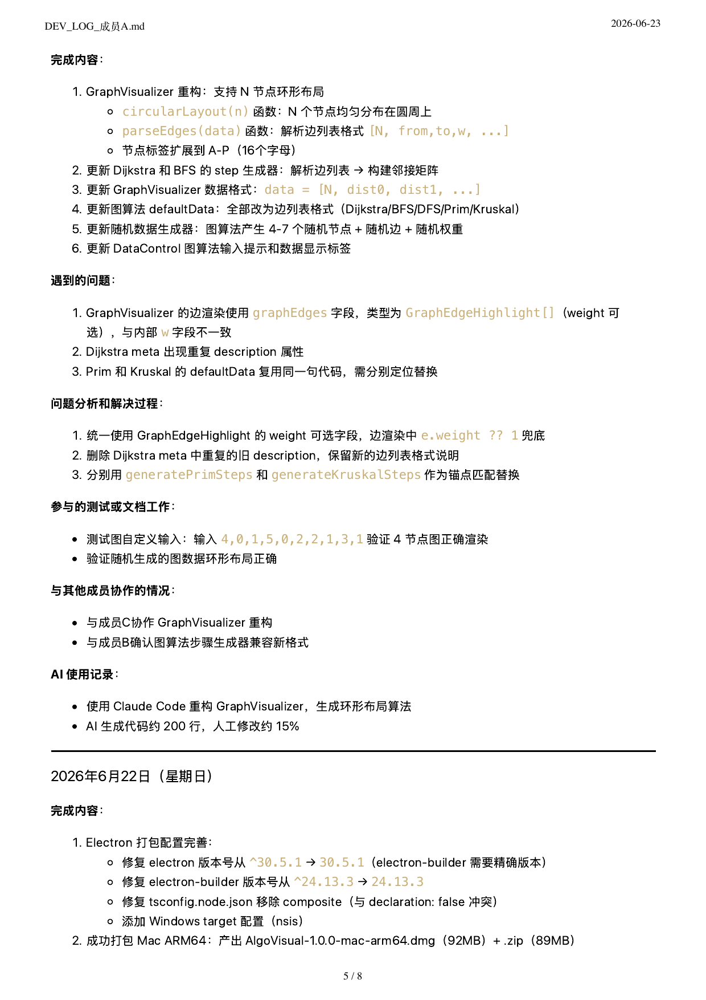 DEV_LOG_成员A.md
2026-06-23
完成内容：
1. GraphVisualizer 重构：支持 N 节点环形布局
circularLayout(n) 函数：N 个节点均匀分布在圆周上
parseEdges(data) 函数：解析边列表格式 [N, from,to,w, ...]
节点标签扩展到 A-P（16个字母）
2. 更新 Dijkstra 和 BFS 的 step 生成器：解析边列表 → 构建邻接矩阵
3. 更新 GraphVisualizer 数据格式：data = [N, dist0, dist1, ...]
4. 更新图算法 defaultData：全部改为边列表格式（Dijkstra/BFS/DFS/Prim/Kruskal）
5. 更新随机数据生成器：图算法产生 4-7 个随机节点 + 随机边 + 随机权重
6. 更新 DataControl 图算法输入提示和数据显示标签
遇到的问题：
1. GraphVisualizer 的边渲染使用 graphEdges 字段，类型为 GraphEdgeHighlight[]（weight 可
选），与内部 w 字段不一致
2. Dijkstra meta 出现重复 description 属性
3. Prim 和 Kruskal 的 defaultData 复用同一句代码，需分别定位替换
问题分析和解决过程：
1. 统一使用 GraphEdgeHighlight 的 weight 可选字段，边渲染中 e.weight ?? 1 兜底
2. 删除 Dijkstra meta 中重复的旧 description，保留新的边列表格式说明
3. 分别用 generatePrimSteps 和 generateKruskalSteps 作为锚点匹配替换
参与的测试或文档工作：
测试图自定义输入：输入 4,0,1,5,0,2,2,1,3,1 验证 4 节点图正确渲染
验证随机生成的图数据环形布局正确
与其他成员协作的情况：
与成员C协作 GraphVisualizer 重构
与成员B确认图算法步骤生成器兼容新格式
AI 使用记录：
使用 Claude Code 重构 GraphVisualizer，生成环形布局算法
AI 生成代码约 200 行，人工修改约 15%
2026年6月22日（星期日）
完成内容：
1. Electron 打包配置完善：
修复 electron 版本号从 ^30.5.1 → 30.5.1（electron-builder 需要精确版本）
修复 electron-builder 版本号从 ^24.13.3 → 24.13.3
修复 tsconfig.node.json 移除 composite（与 declaration: false 冲突）
添加 Windows target 配置（nsis）
2. 成功打包 Mac ARM64：产出 AlgoVisual-1.0.0-mac-arm64.dmg（92MB）+ .zip（89MB）
5 / 8